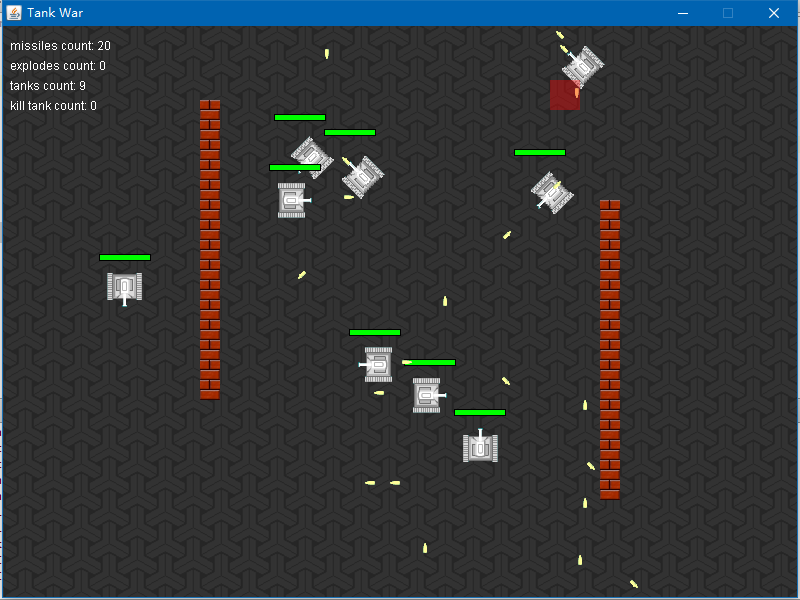 Tank War
missiles count: 20
explodes count: 0
tanks count: 9
kill tank count: 0